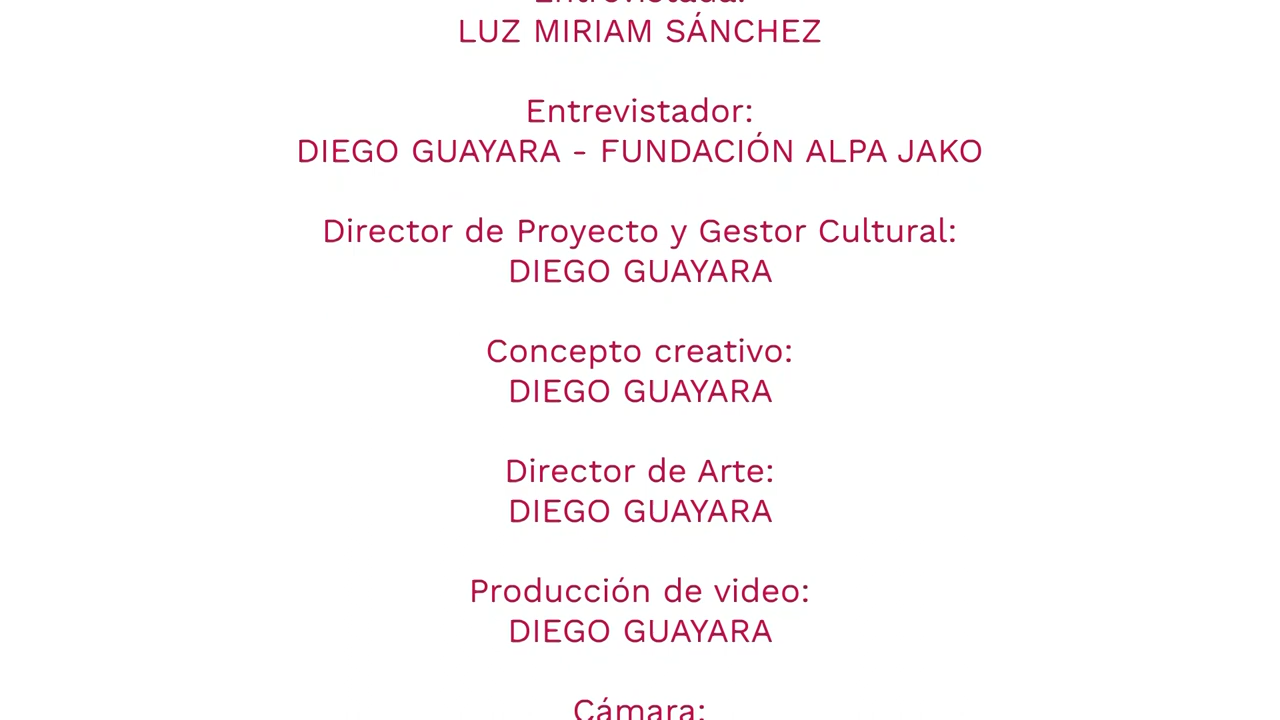 Entrevistada:
LUZ MIRIAM SÁNCHEZ
Entrevistador:
DIEGO GUAYARA - FUNDACIÓN ALPA JAKO
Director de Proyecto y Gestor Cultural:
DIEGO GUAYARA
Concepto creativo:
DIEGO GUAYARA
Director de Arte:
DIEGO GUAYARA
Producción de video:
DIEGO GUAYARA
Cámara: